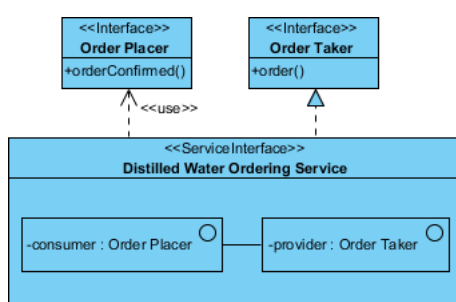 <<Interface>>
Order Placer
+orderConfirmed()
<<Interface>>
Order Taker
+order()
<<use>>
<<ServiceInterface>>
Distilled Water Ordering Service
-consumer : Order Placer
-provider : Order Taker